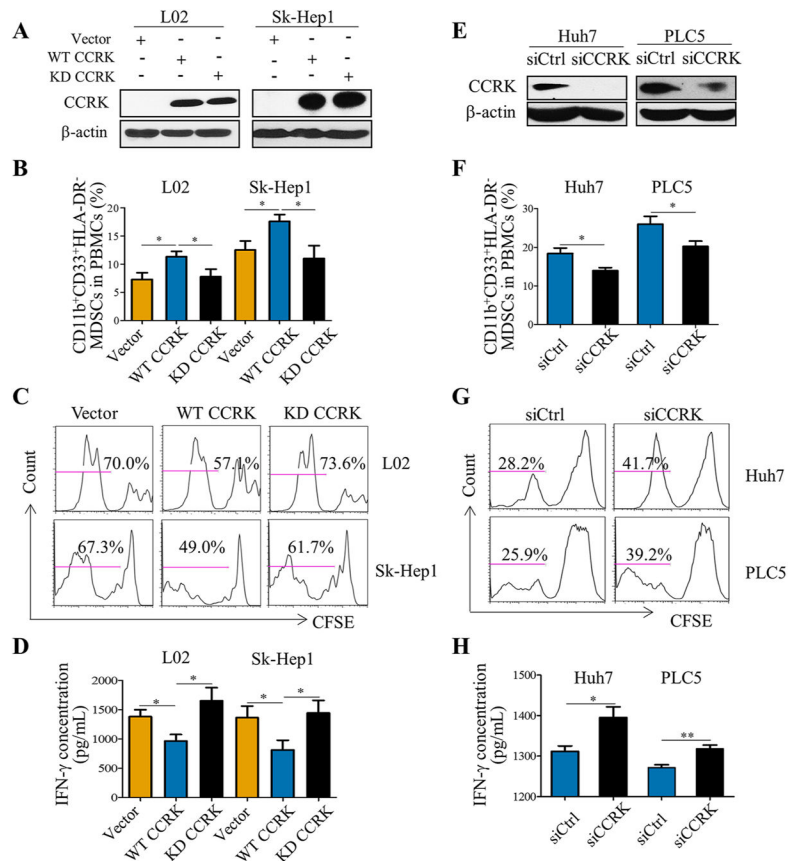 A
L02 Sk-Hep1
Vector + - - + - -
WT CCRK - + - - + -
KD CCRK - - + - - +
CCRK
β-actin
B
L02 Sk-Hep1
CD11b⁺CD33⁺HLA-DR⁻
MDSCs in PBMCs (%)
20
15
10
5
0
* * * *
Vector WT CCRK KD CCRK Vector WT CCRK KD CCRK
C
Vector WT CCRK KD CCRK
Count
70.0% 57.1% 73.6% L02
67.3% 49.0% 61.7% Sk-Hep1
CFSE
D
L02 Sk-Hep1
IFN-γ concentration
(pg/mL)
2000
1500
1000
500
0
* * * *
Vector WT CCRK KD CCRK Vector WT CCRK KD CCRK
E
Huh7 PLC5
siCtrl siCCRK siCtrl siCCRK
CCRK
β-actin
F
Huh7 PLC5
CD11b⁺CD33⁺HLA-DR⁻
MDSCs in PBMCs (%)
30
20
10
0
* *
siCtrl siCCRK siCtrl siCCRK
G
siCtrl siCCRK
Count
28.2% 41.7% Huh7
25.9% 39.2% PLC5
CFSE
H
Huh7 PLC5
IFN-γ concentration
(pg/mL)
1500
1400
1300
1200
* **
siCtrl siCCRK siCtrl siCCRK